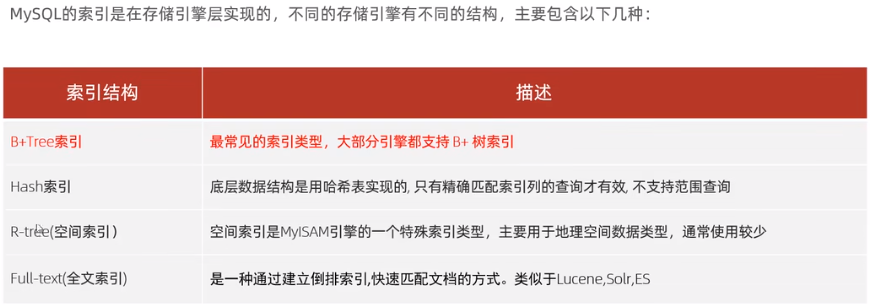 MySQL的索引是在存储引擎层实现的，不同的存储引擎有不同的结构，主要包含以下几种：
索引结构 描述
B+Tree索引 最常见的索引类型，大部分引擎都支持 B+ 树索引
Hash索引 底层数据结构是用哈希表实现的, 只有精确匹配索引列的查询才有效, 不支持范围查询
R-tree(空间索引） 空间索引是MyISAM引擎的一个特殊索引类型，主要用于地理空间数据类型，通常使用较少
Full-text(全文索引) 是一种通过建立倒排索引,快速匹配文档的方式。类似于Lucene,Solr,ES